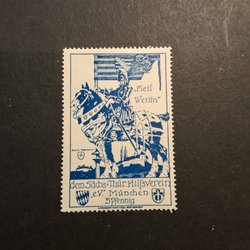 „Heil
Wettin"
dem Sächs-Thür. Hilfsverein
e.V. München
5 Pfennig